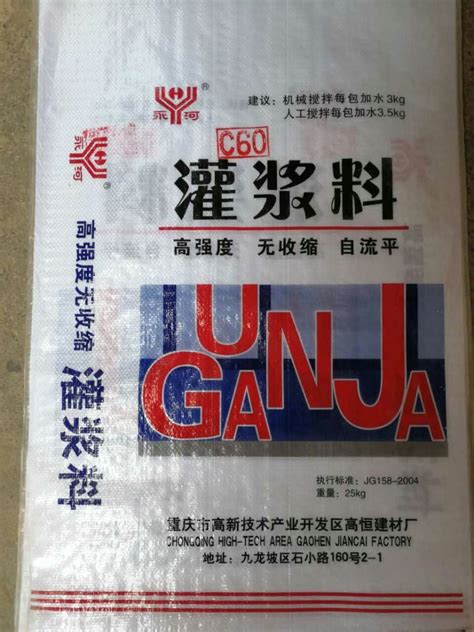 永河®
建议：机械搅拌每包加水3kg
人工搅拌每包加水3.5kg
C60
灌浆料
高强度 无收缩 自流平
GUANJANG
执行标准：JG158-2004
重量：25kg
重庆市高新技术产业开发区高恒建材厂
CHONGQING HIGH-TECH AREA GAOHEN JIANCAI FACTORY
地址：九龙坡区石小路160号2-1
永河®
高强度无收缩
灌浆料